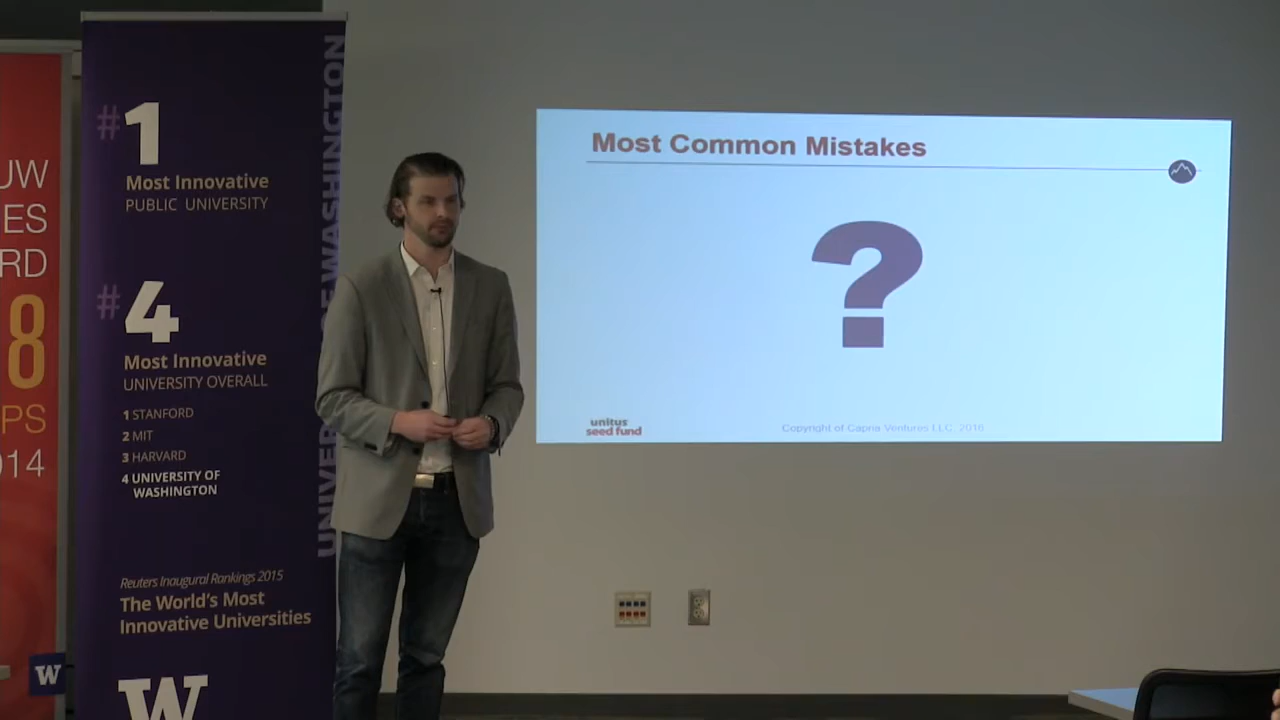 UW
ES
RD
8
PS
014
W
#1
Most Innovative
PUBLIC UNIVERSITY
#4
Most Innovative
UNIVERSITY OVERALL
1 STANFORD
2 MIT
3 HARVARD
4 UNIVERSITY OF
WASHINGTON
Reuters Inaugural Rankings 2015
The World's Most
Innovative Universities
W
UNIVERSITY OF WASHINGTON
Most Common Mistakes
?
unitus
seed fund
Copyright of Capria Ventures LLC, 2016